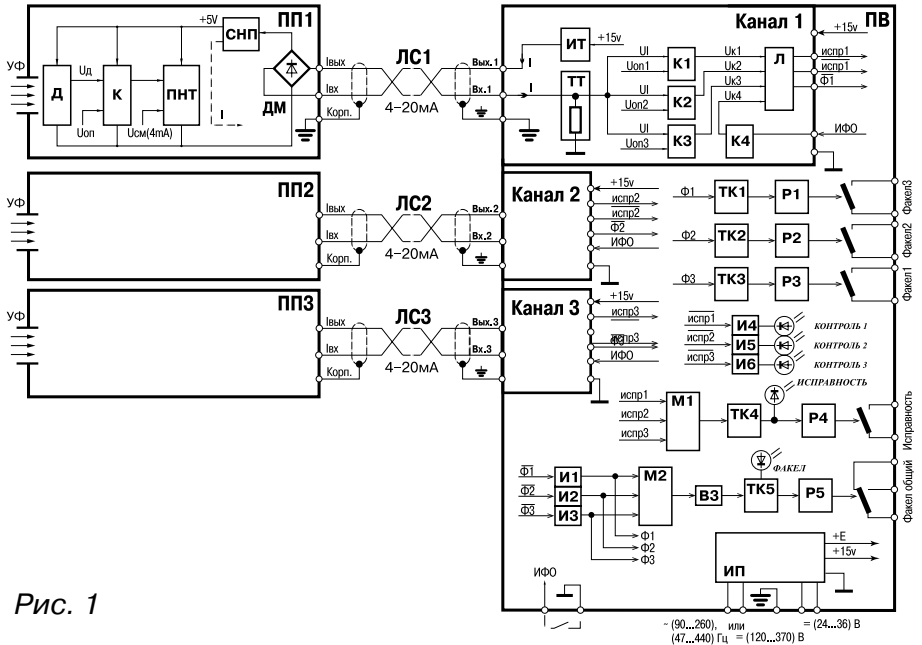 ПП1
+5V
СНП
УФ
Д
Uд
К
ПНТ
ДМ
Uоп
Uсм(4mA)
I
Iвых
Iвх
Корп.
ЛС1
4–20мА
Вых.1
Вх.1
Канал 1
ПВ
ИТ
+15v
I
I
ТТ
UI
Uоп1
К1
UI
Uоп2
К2
UI
Uоп3
К3
К4
Uк1
Uк2
Uк3
Uк4
Л
+15v
испр1
испр1
Ф1
ИФО
ПП2
УФ
Iвых
Iвх
Корп.
ЛС2
4–20мА
Вых.2
Вх.2
Канал 2
+15v
испр2
испр2
Ф2
ИФО
ПП3
УФ
Iвых
Iвх
Корп.
ЛС3
4–20мА
Вых.3
Вх.3
Канал 3
+15v
испр3
испр3
ИФО
Ф1
ТК1
Р1
Факел3
Ф2
ТК2
Р2
Факел2
Ф3
ТК3
Р3
Факел1
испр1
И4
КОНТРОЛЬ 1
испр2
И5
КОНТРОЛЬ 2
испр3
И6
КОНТРОЛЬ 3
ИСПРАВНОСТЬ
испр1
испр2
испр3
М1
ТК4
Р4
Исправность
ФАКЕЛ
Ф1
И1
Ф2
И2
Ф3
И3
М2
ВЗ
ТК5
Р5
Факел общий
Ф1
Ф2
Ф3
ИФО
ИП
+Е
+15v
~ (90...260), или = (24...36) В
(47...440) Гц = (120...370) В
Рис. 1